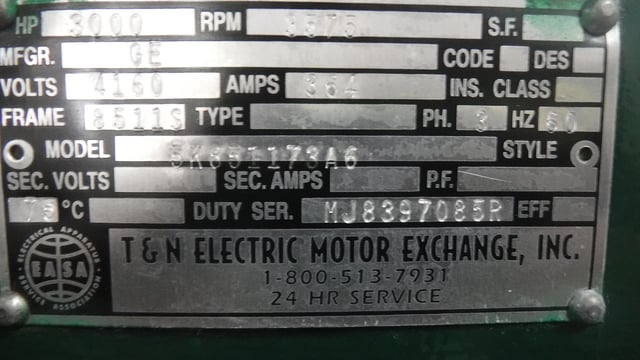 HP 3000 RPM 3575 S.F.
MFGR. GE CODE DES
VOLTS 4160 AMPS 364 INS. CLASS
FRAME 8511S TYPE PH. 3 HZ 60
MODEL 5K851173A6 STYLE
SEC. VOLTS SEC. AMPS P.F.
75 °C DUTY SER. MJ8397085R EFF
ELECTRICAL APPARATUS
EASA
SERVICE ASSOCIATION
T & N ELECTRIC MOTOR EXCHANGE, INC.
1-800-513-7931
24 HR SERVICE